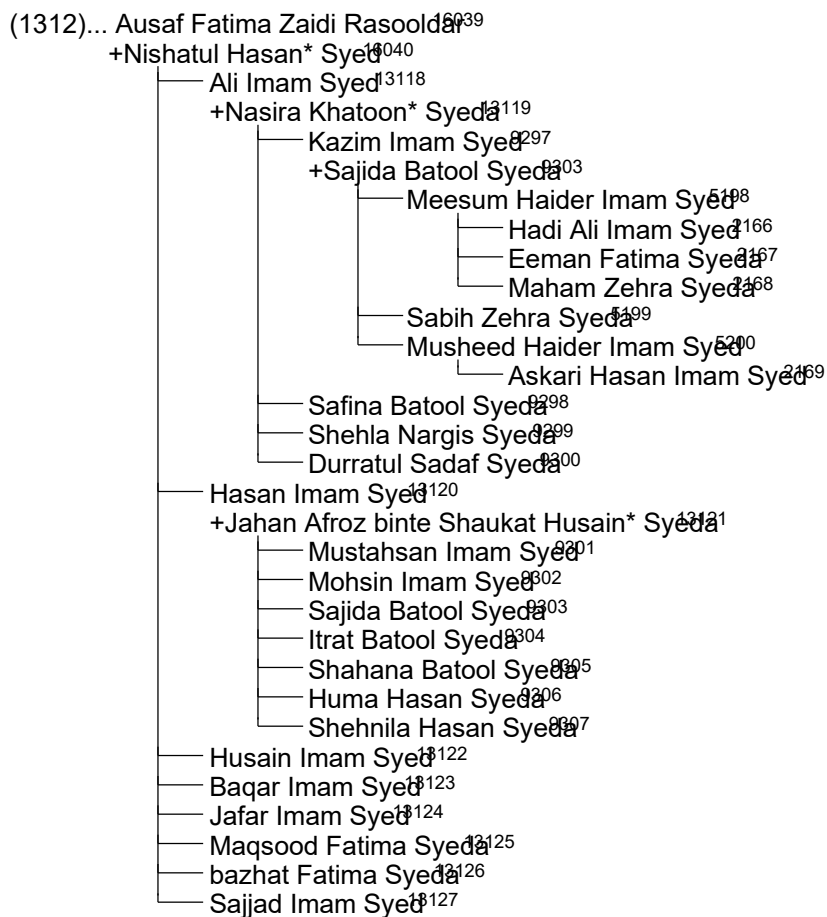 (1312)... Ausaf Fatima Zaidi Rasooldar16039
+Nishatul Hasan* Syed16040
Ali Imam Syed13118
+Nasira Khatoon* Syeda13119
Kazim Imam Syed9297
+Sajida Batool Syeda9303
Meesum Haider Imam Syed5198
Hadi Ali Imam Syed2166
Eeman Fatima Syeda2167
Maham Zehra Syeda2168
Sabih Zehra Syeda5199
Musheed Haider Imam Syed5200
Askari Hasan Imam Syed2169
Safina Batool Syeda9298
Shehla Nargis Syeda9299
Durratul Sadaf Syeda9300
Hasan Imam Syed13120
+Jahan Afroz binte Shaukat Husain* Syeda13121
Mustahsan Imam Syed9301
Mohsin Imam Syed9302
Sajida Batool Syeda9303
Itrat Batool Syeda9304
Shahana Batool Syeda9305
Huma Hasan Syeda9306
Shehnila Hasan Syeda9307
Husain Imam Syed13122
Baqar Imam Syed13123
Jafar Imam Syed13124
Maqsood Fatima Syeda13125
bazhat Fatima Syeda13126
Sajjad Imam Syed13127